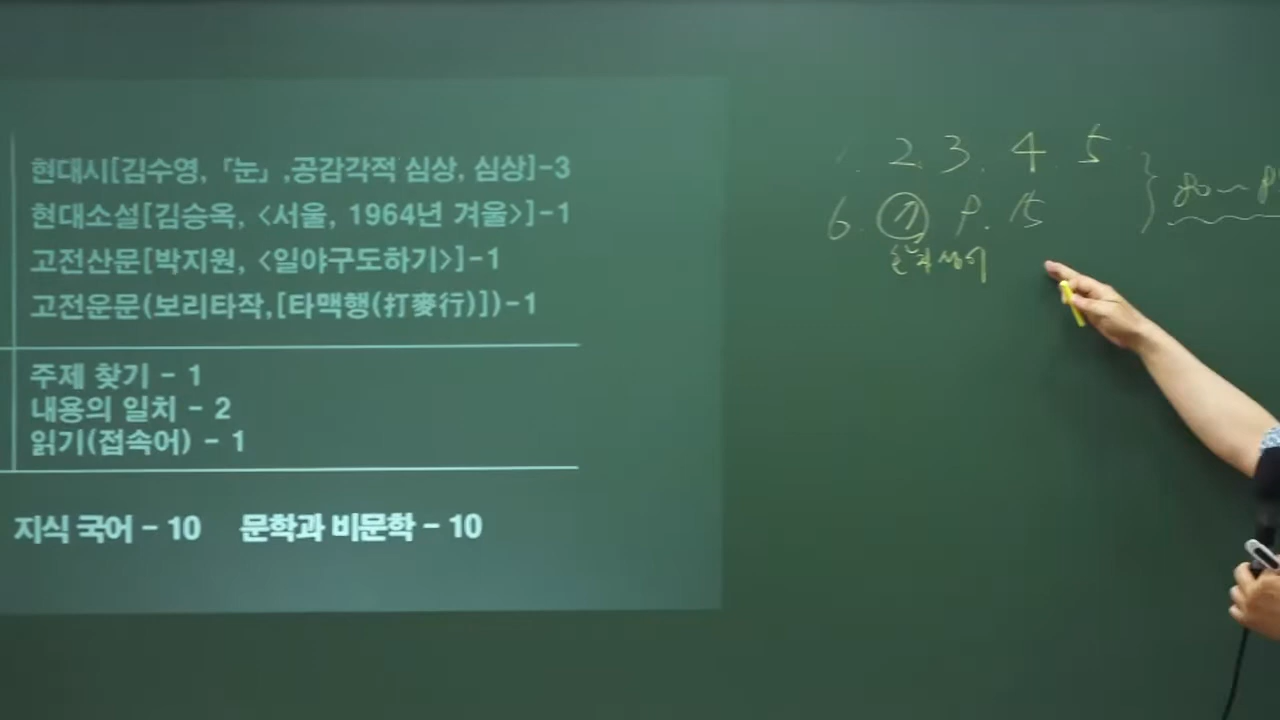 현대시[김수영, 「눈」,공감각적 심상, 심상]-3
현대소설[김승옥, <서울, 1964년 겨울>]-1
고전산문[박지원, <일야구도하기>]-1
고전운문(보리타작,[타맥행(打麥行)])-1
주제 찾기 - 1
내용의 일치 - 2
읽기(접속어) - 1
지식 국어 - 10 문학과 비문학 - 10
2. 3. 4 5
6. 7 9. 15